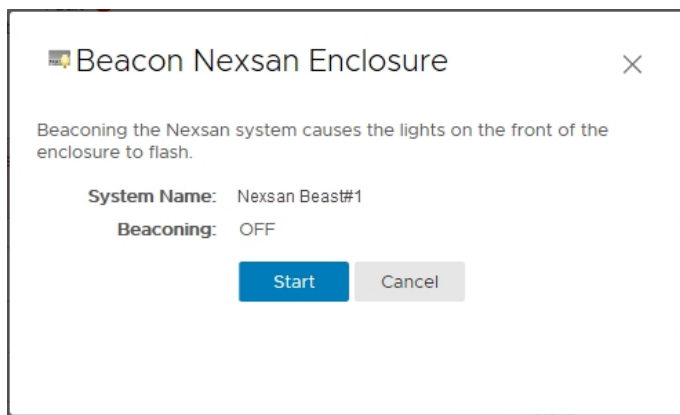 Beacon Nexsan Enclosure
Beaconing the Nexsan system causes the lights on the front of the
enclosure to flash.
System Name: Nexsan Beast#1
Beaconing: OFF
Start Cancel